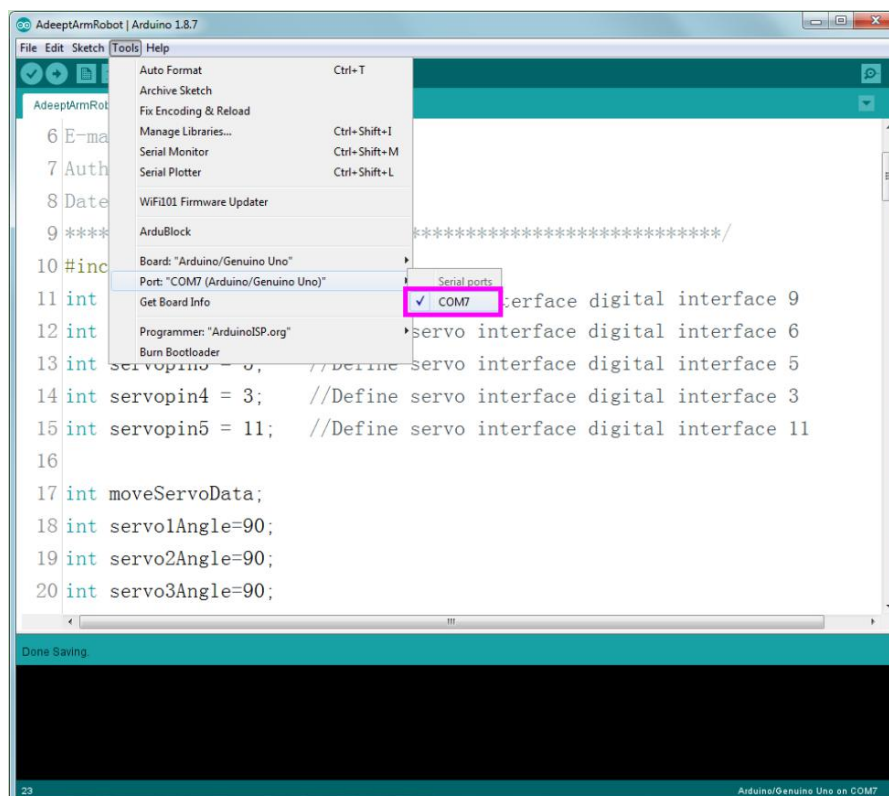 AdeeptArmRobot | Arduino 1.8.7
File Edit Sketch Tools Help
AdeeptArmRob
Auto Format Ctrl+T
Archive Sketch
Fix Encoding & Reload
Manage Libraries... Ctrl+Shift+I
Serial Monitor Ctrl+Shift+M
Serial Plotter Ctrl+Shift+L
WiFi101 Firmware Updater
ArduBlock
Board: "Arduino/Genuino Uno"
Port: "COM7 (Arduino/Genuino Uno)"
Get Board Info
Programmer: "ArduinoISP.org"
Burn Bootloader
Serial ports
✓ COM7
6 E-ma
7 Auth
8 Date
9 **** *****************************/
10 #inc
11 int interface digital interface 9
12 int servo interface digital interface 6
13 int servopin3 = 5; //Define servo interface digital interface 5
14 int servopin4 = 3; //Define servo interface digital interface 3
15 int servopin5 = 11; //Define servo interface digital interface 11
16
17 int moveServoData;
18 int servo1Angle=90;
19 int servo2Angle=90;
20 int servo3Angle=90;
Done Saving.
23 Arduino/Genuino Uno on COM7